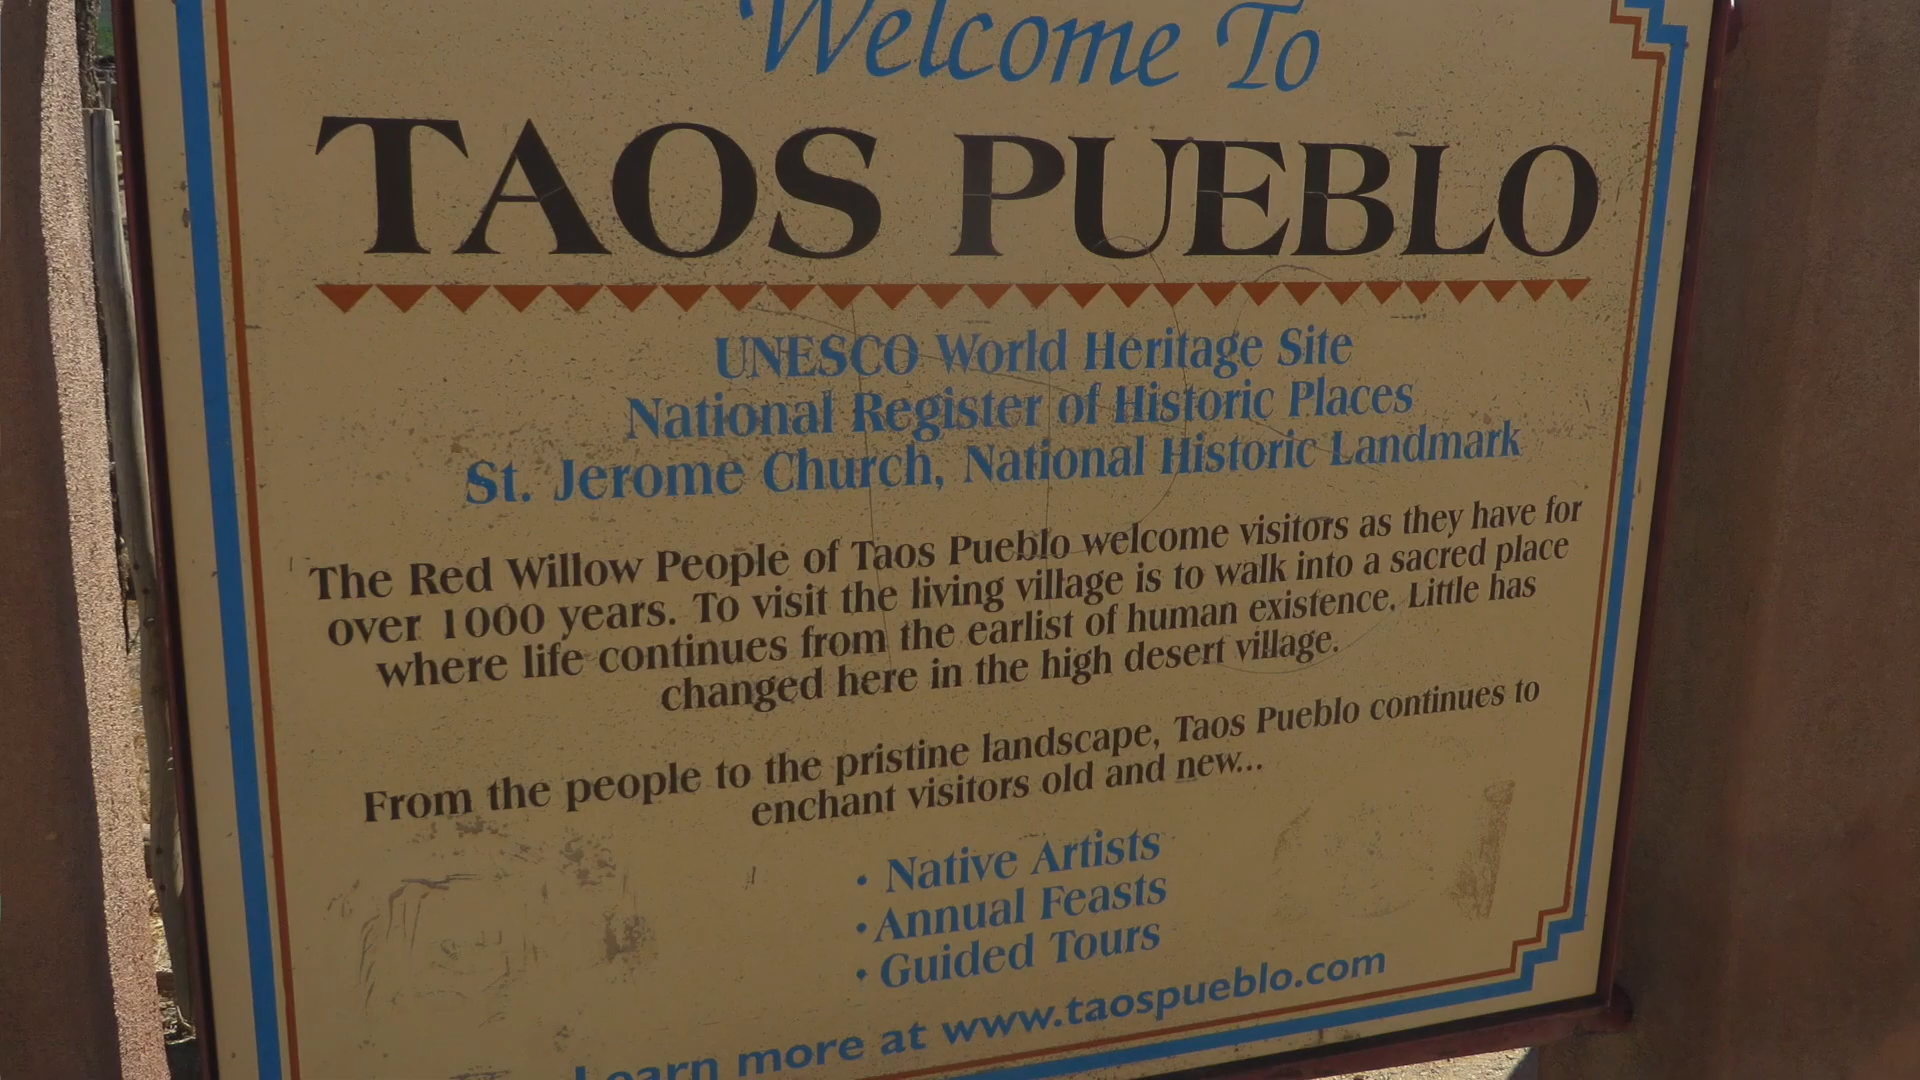 Welcome To
TAOS PUEBLO
UNESCO World Heritage Site
National Register of Historic Places
St. Jerome Church, National Historic Landmark
The Red Willow People of Taos Pueblo welcome visitors as they have for
over 1000 years. To visit the living village is to walk into a sacred place
where life continues from the earlist of human existence. Little has
changed here in the high desert village.
From the people to the pristine landscape, Taos Pueblo continues to
enchant visitors old and new...
• Native Artists
• Annual Feasts
• Guided Tours
Learn more at www.taospueblo.com